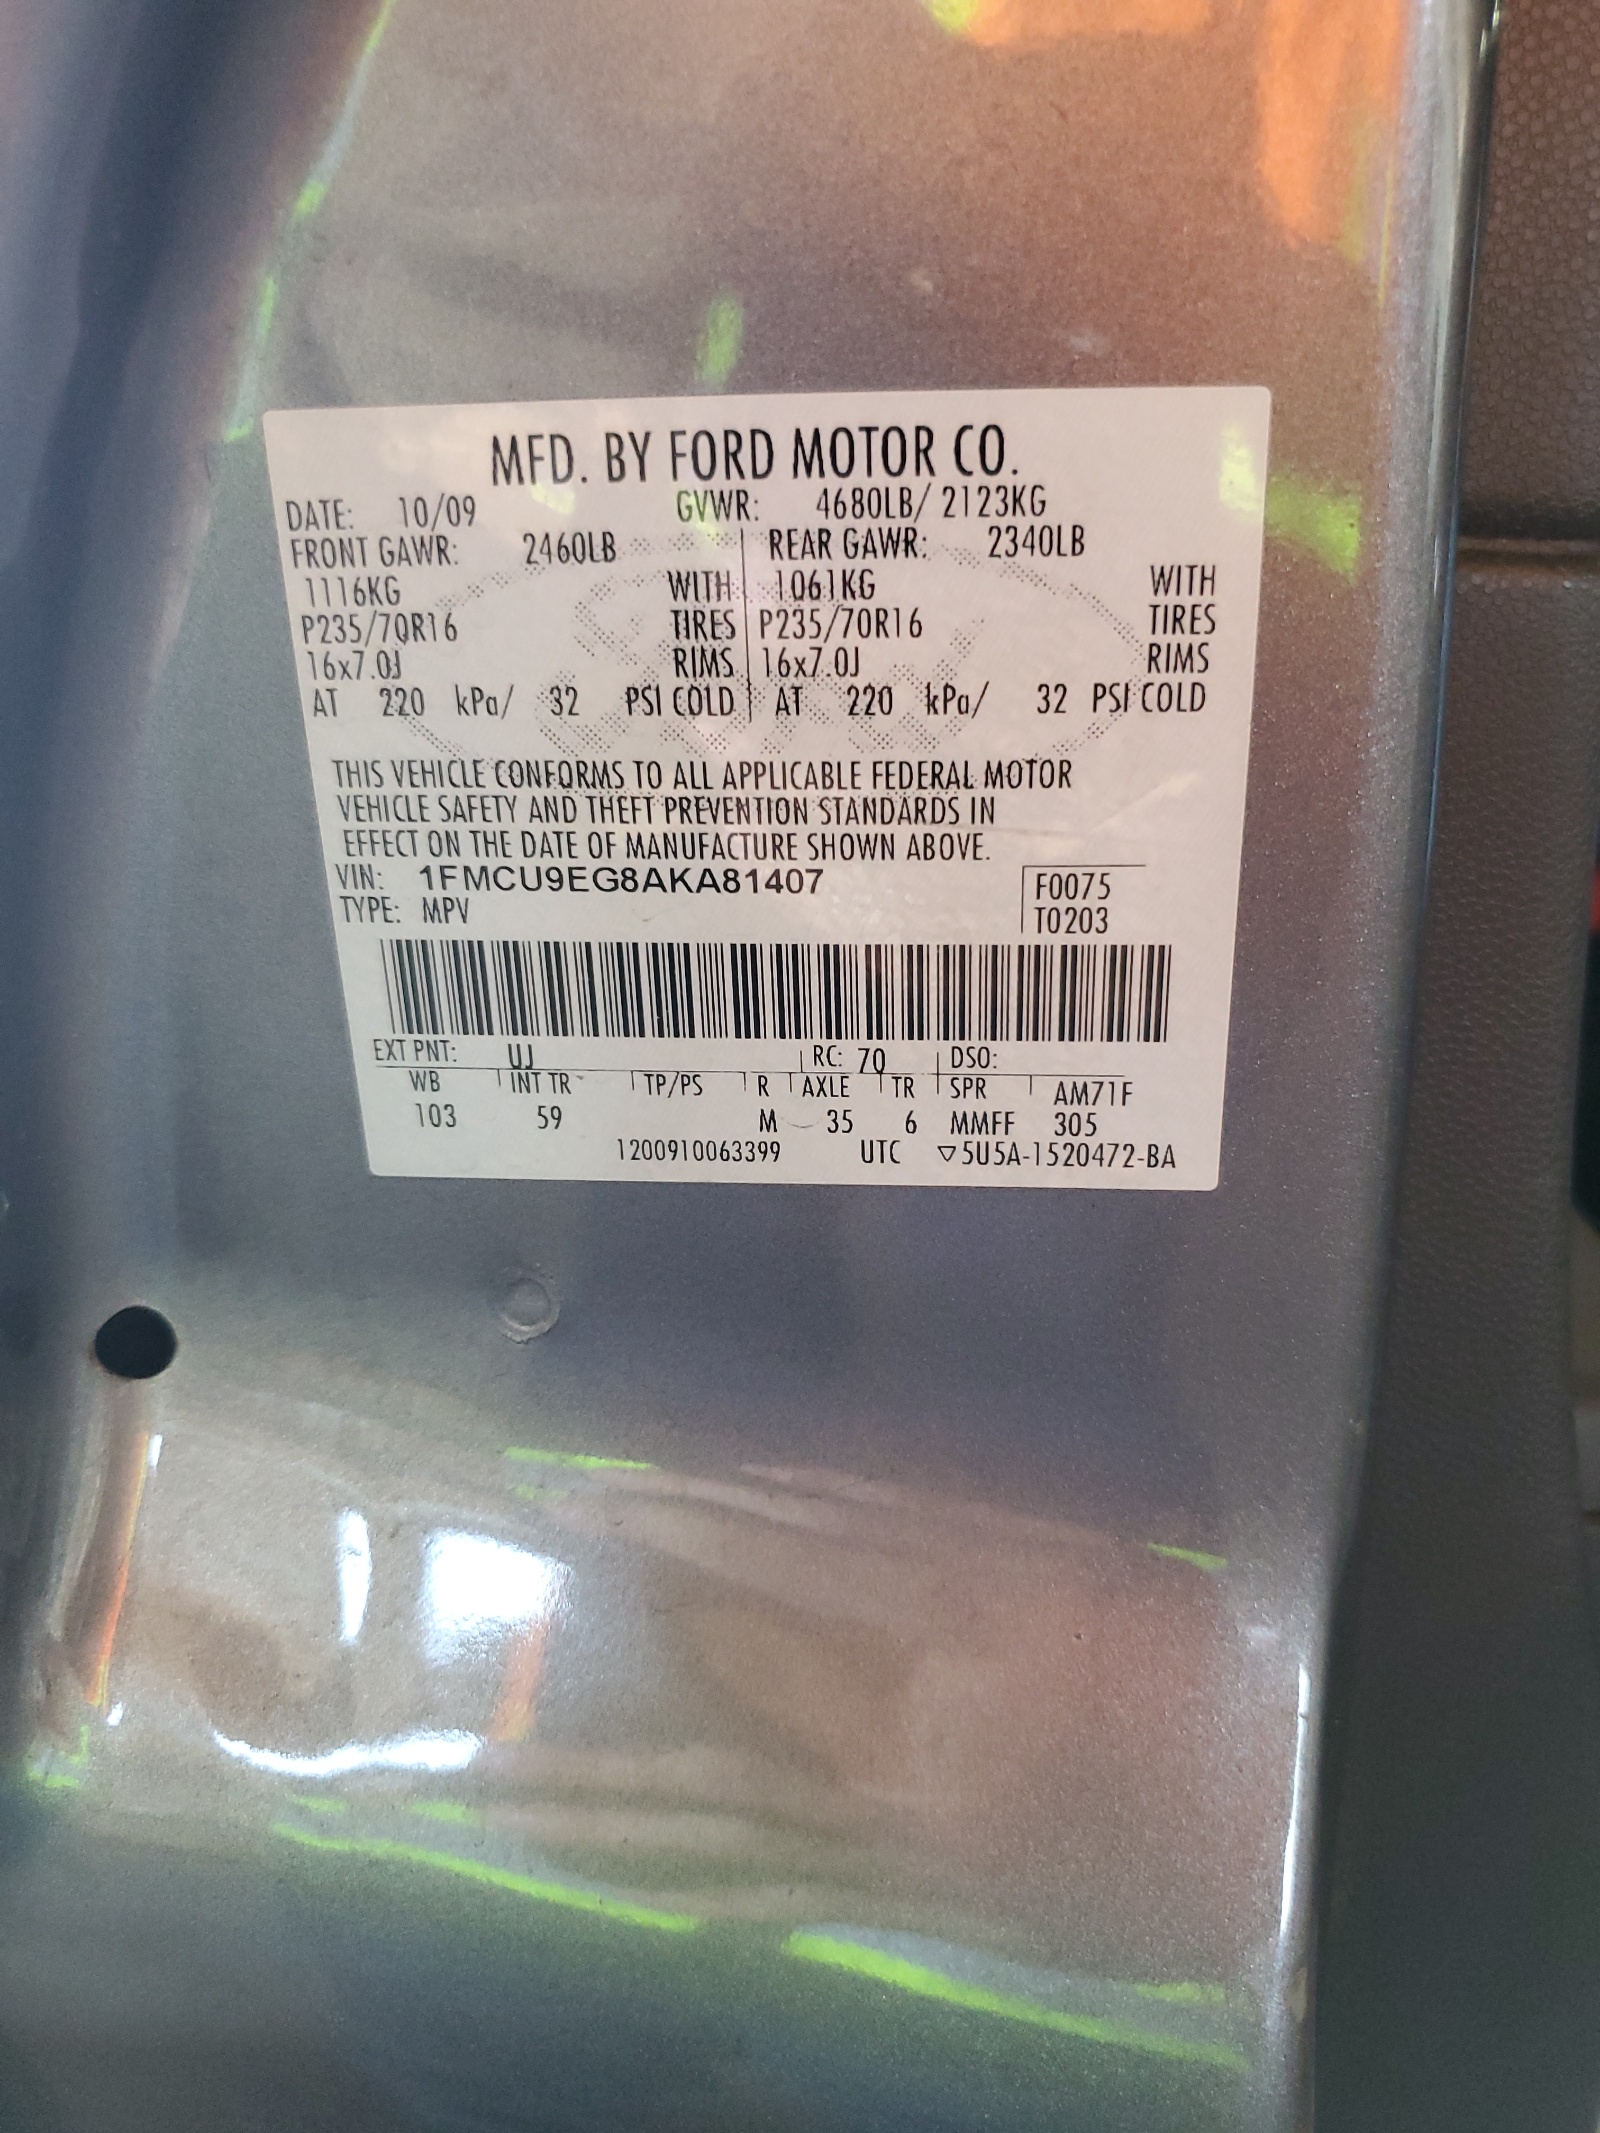 MFD. BY FORD MOTOR CO.
DATE: 10/09 GVWR: 4680LB/ 2123KG
FRONT GAWR: 2460LB REAR GAWR: 2340LB
1116KG WITH 1061KG WITH
P235/70R16 TIRES P235/70R16 TIRES
16x7.0J RIMS 16x7.0J RIMS
AT 220 kPa/ 32 PSI COLD AT 220 kPa/ 32 PSI COLD
THIS VEHICLE CONFORMS TO ALL APPLICABLE FEDERAL MOTOR
VEHICLE SAFETY AND THEFT PREVENTION STANDARDS IN
EFFECT ON THE DATE OF MANUFACTURE SHOWN ABOVE.
VIN: 1FMCU9EG8AKA81407 F0075
TYPE: MPV T0203
EXT PNT: UJ RC: 70 DSO:
WB INT TR TP/PS R AXLE TR SPR AM71F
103 59 M 35 6 MMFF 305
1200910063399 UTC ▽5U5A-1520472-BA